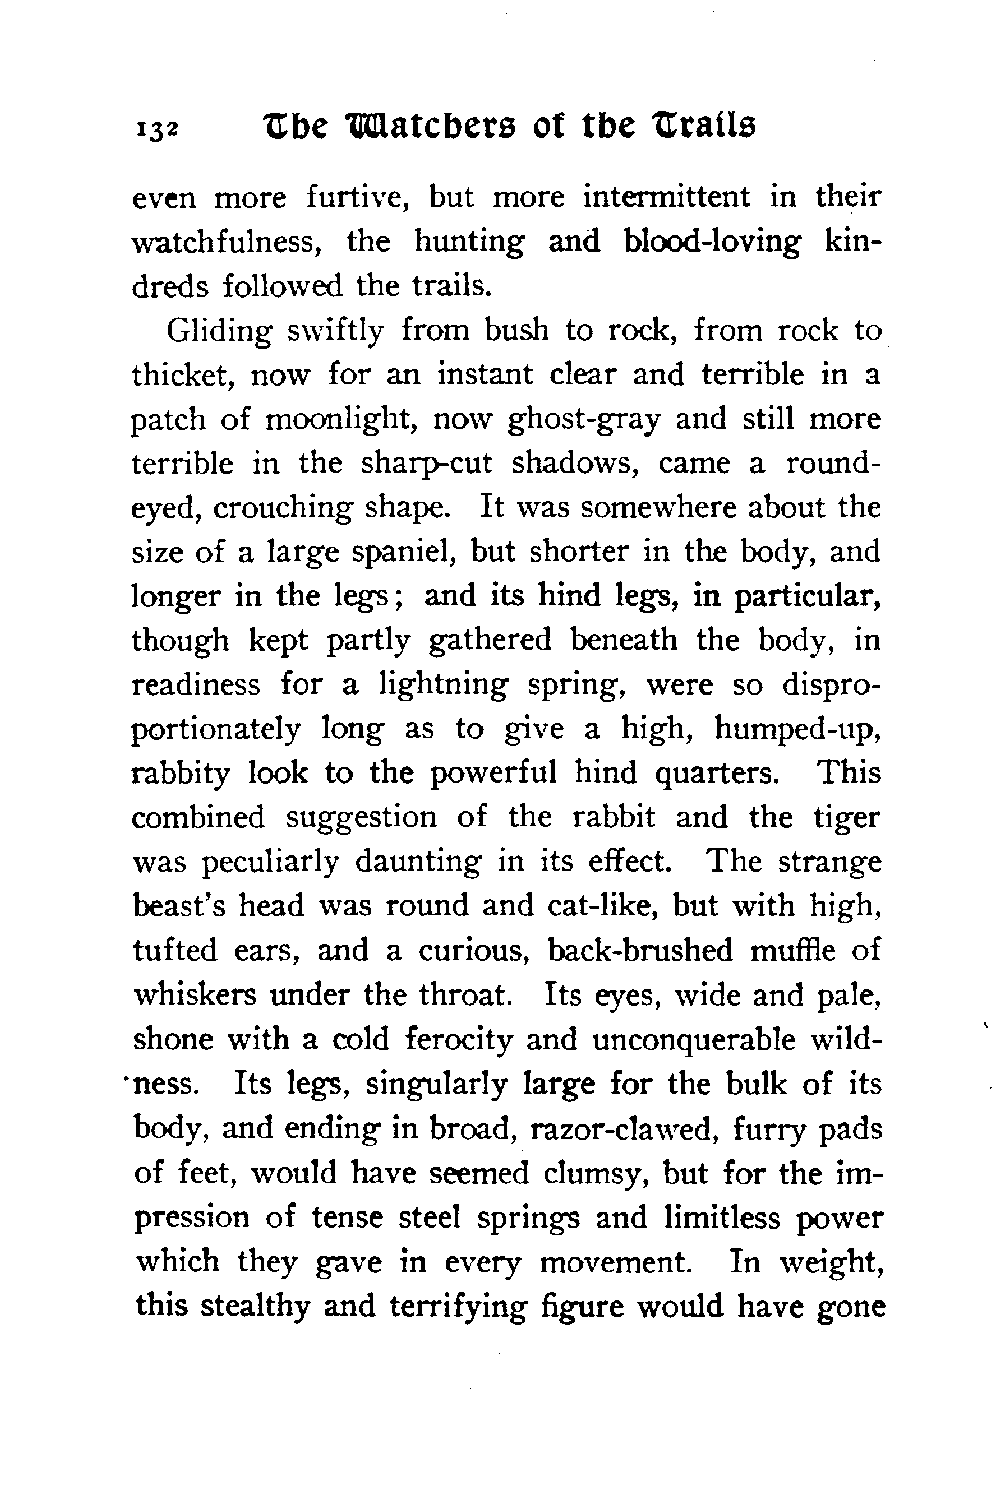 132 The Watchers of the Trails
even more furtive, but more intermittent in their
watchfulness, the hunting and blood-loving kin-
dreds followed the trails.
Gliding swiftly from bush to rock, from rock to
thicket, now for an instant clear and terrible in a
patch of moonlight, now ghost-gray and still more
terrible in the sharp-cut shadows, came a round-
eyed, crouching shape. It was somewhere about the
size of a large spaniel, but shorter in the body, and
longer in the legs; and its hind legs, in particular,
though kept partly gathered beneath the body, in
readiness for a lightning spring, were so dispro-
portionately long as to give a high, humped-up,
rabbity look to the powerful hind quarters. This
combined suggestion of the rabbit and the tiger
was peculiarly daunting in its effect. The strange
beast's head was round and cat-like, but with high,
tufted ears, and a curious, back-brushed muffle of
whiskers under the throat. Its eyes, wide and pale,
shone with a cold ferocity and unconquerable wild-
ness. Its legs, singularly large for the bulk of its
body, and ending in broad, razor-clawed, furry pads
of feet, would have seemed clumsy, but for the im-
pression of tense steel springs and limitless power
which they gave in every movement. In weight,
this stealthy and terrifying figure would have gone